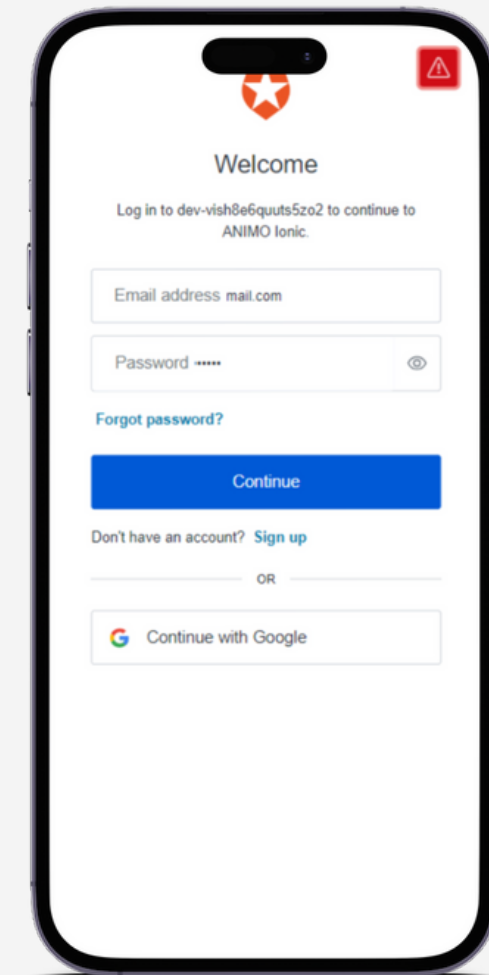 Welcome
Log in to dev-vish8e6quuts5zo2 to continue to
ANIMO Ionic.
Email address mail.com
Password ••••••
Forgot password?
Continue
Don't have an account? Sign up
OR
Continue with Google